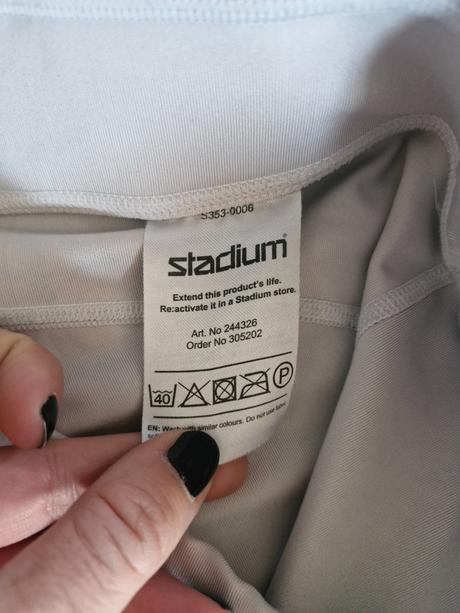 S353-0006
stadium
Extend this product's life.
Re:activate it in a Stadium store.
Art. No 244326
Order No 305202
40 P
EN: Wash with similar colours. Do not use fabric